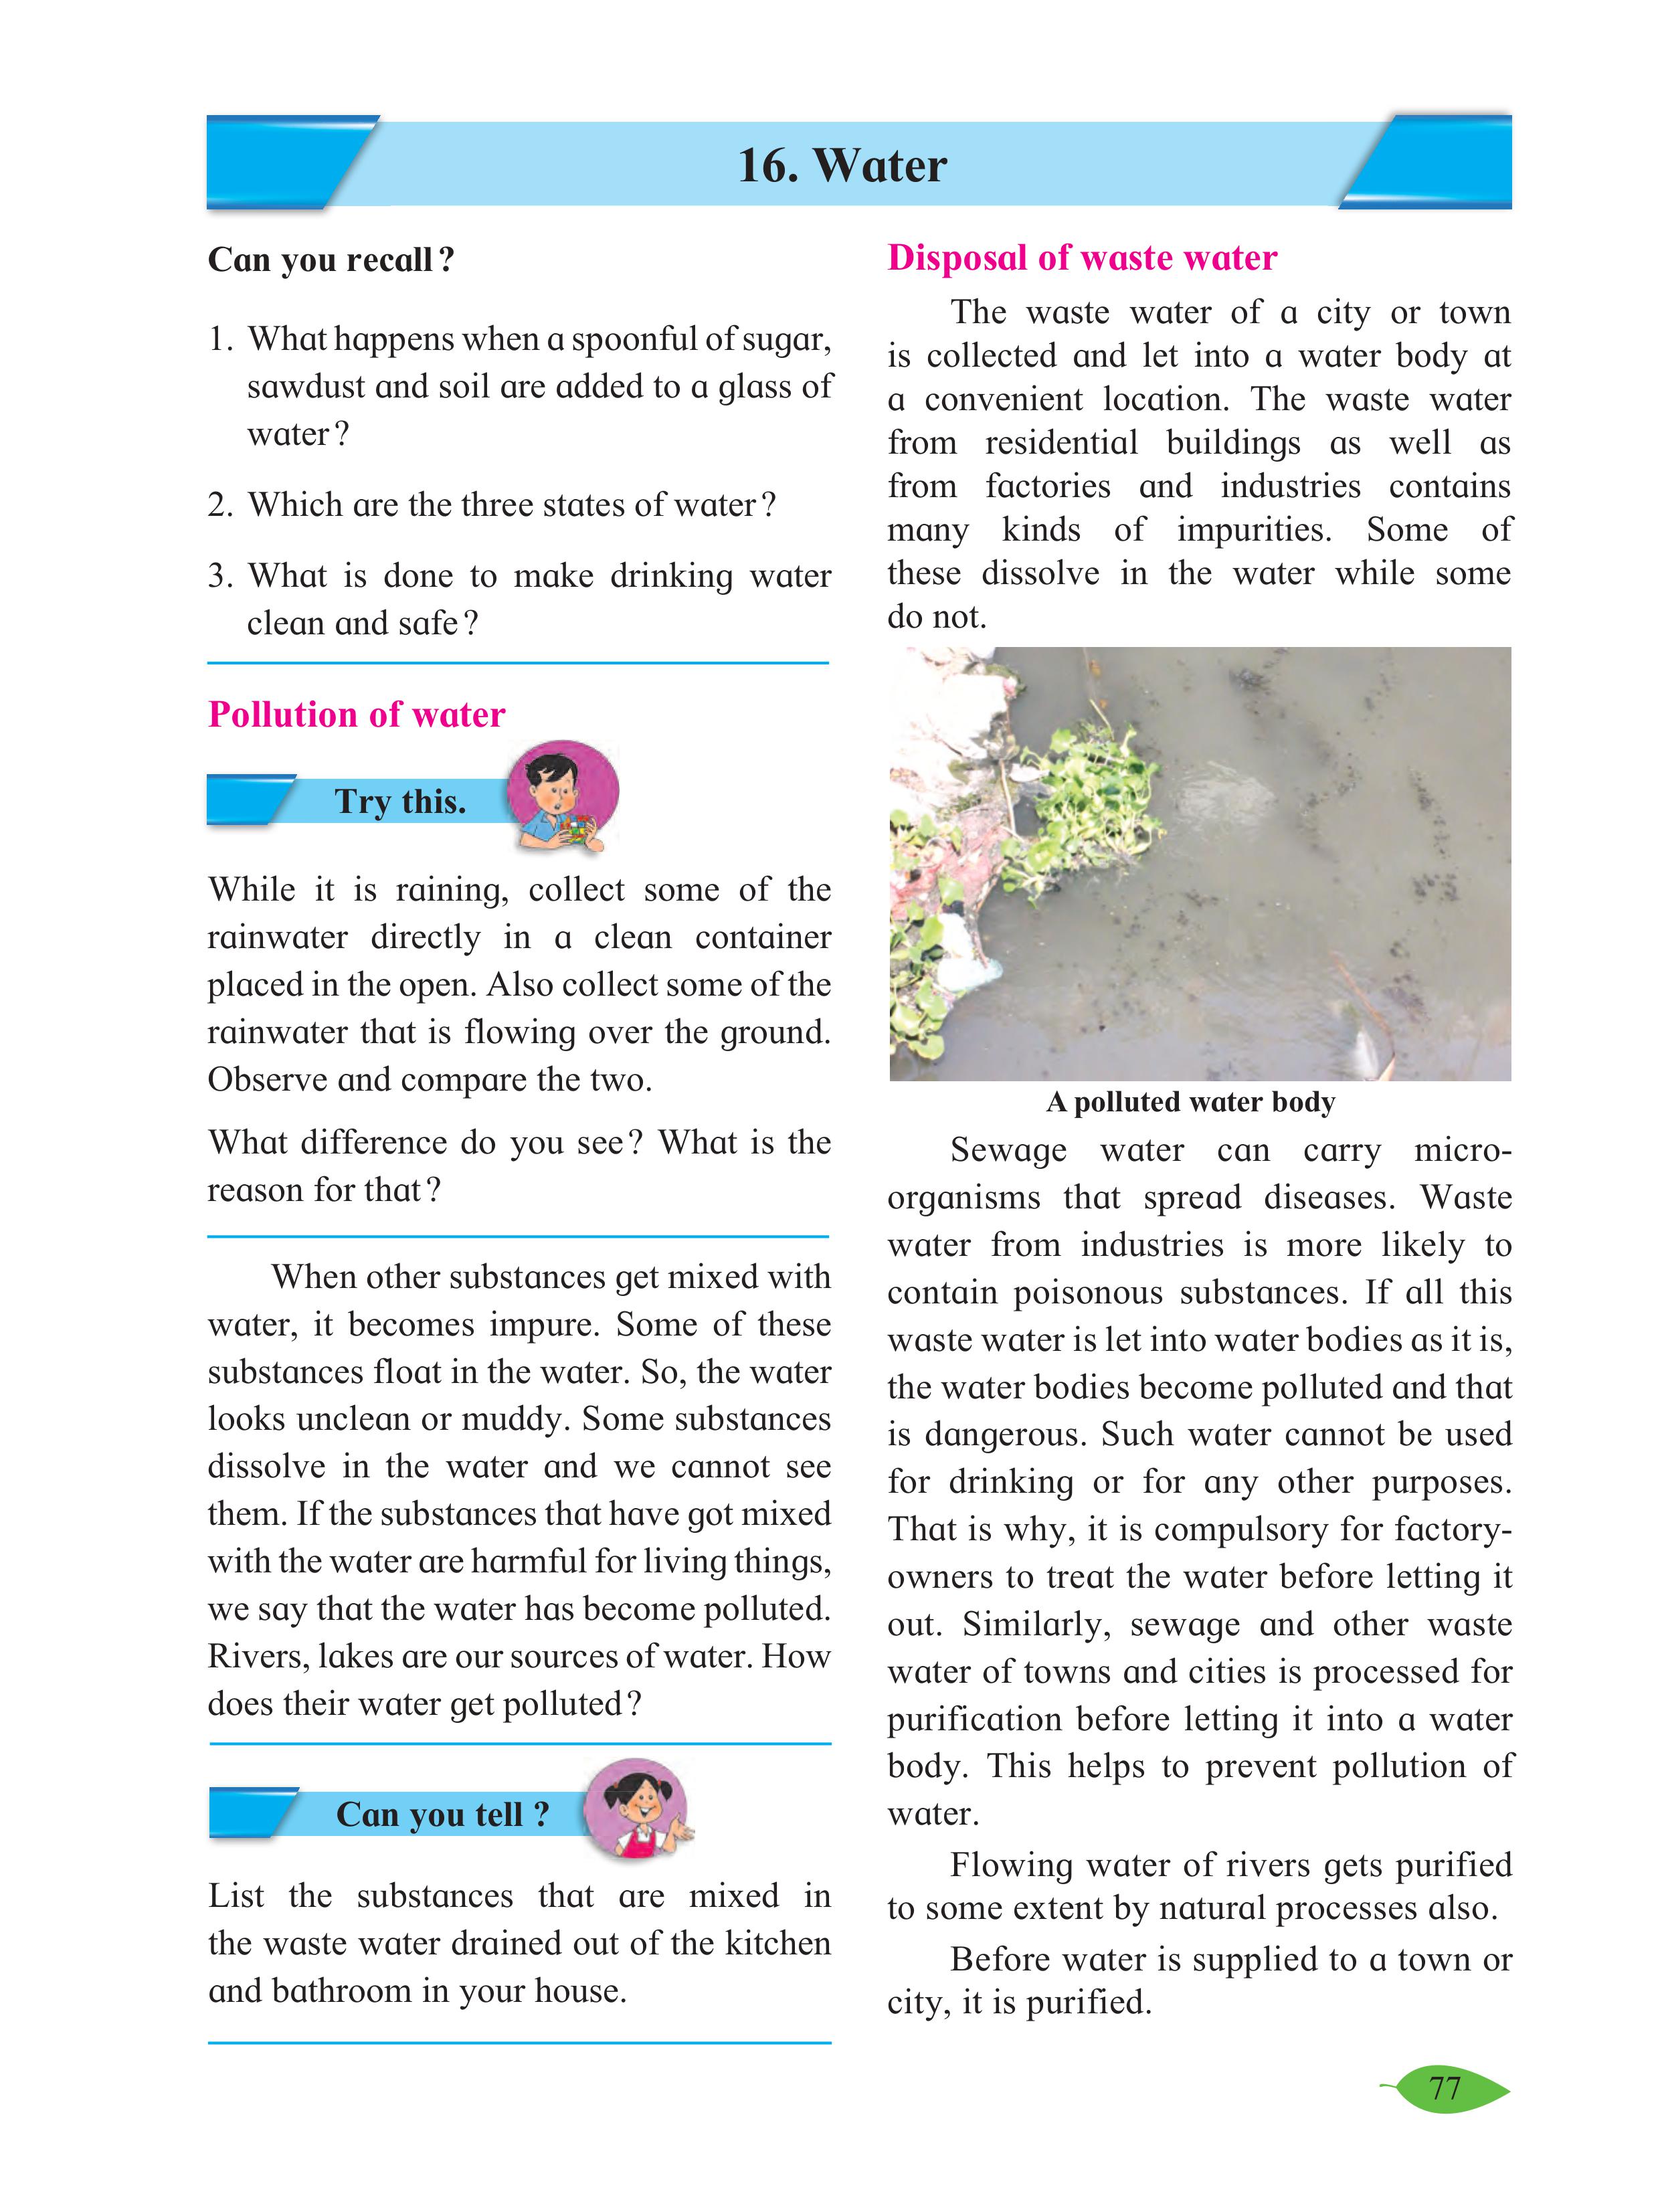 16. Water
Can you recall?
1. What happens when a spoonful of sugar,
sawdust and soil are added to a glass of
water?
2. Which are the three states of water?
3. What is done to make drinking water
clean and safe?
Pollution of water
Try this.
While it is raining, collect some of the
rainwater directly in a clean container
placed in the open. Also collect some of the
rainwater that is flowing over the ground.
Observe and compare the two.
What difference do you see? What is the
reason for that?
When other substances get mixed with
water, it becomes impure. Some of these
substances float in the water. So, the water
looks unclean or muddy. Some substances
dissolve in the water and we cannot see
them. If the substances that have got mixed
with the water are harmful for living things,
we say that the water has become polluted.
Rivers, lakes are our sources of water. How
does their water get polluted?
Can you tell ?
List the substances that are mixed in
the waste water drained out of the kitchen
and bathroom in your house.
Disposal of waste water
The waste water of a city or town
is collected and let into a water body at
a convenient location. The waste water
from residential buildings as well as
from factories and industries contains
many kinds of impurities. Some of
these dissolve in the water while some
do not.
A polluted water body
Sewage water can carry micro-
organisms that spread diseases. Waste
water from industries is more likely to
contain poisonous substances. If all this
waste water is let into water bodies as it is,
the water bodies become polluted and that
is dangerous. Such water cannot be used
for drinking or for any other purposes.
That is why, it is compulsory for factory-
owners to treat the water before letting it
out. Similarly, sewage and other waste
water of towns and cities is processed for
purification before letting it into a water
body. This helps to prevent pollution of
water.
Flowing water of rivers gets purified
to some extent by natural processes also.
Before water is supplied to a town or
city, it is purified.
77